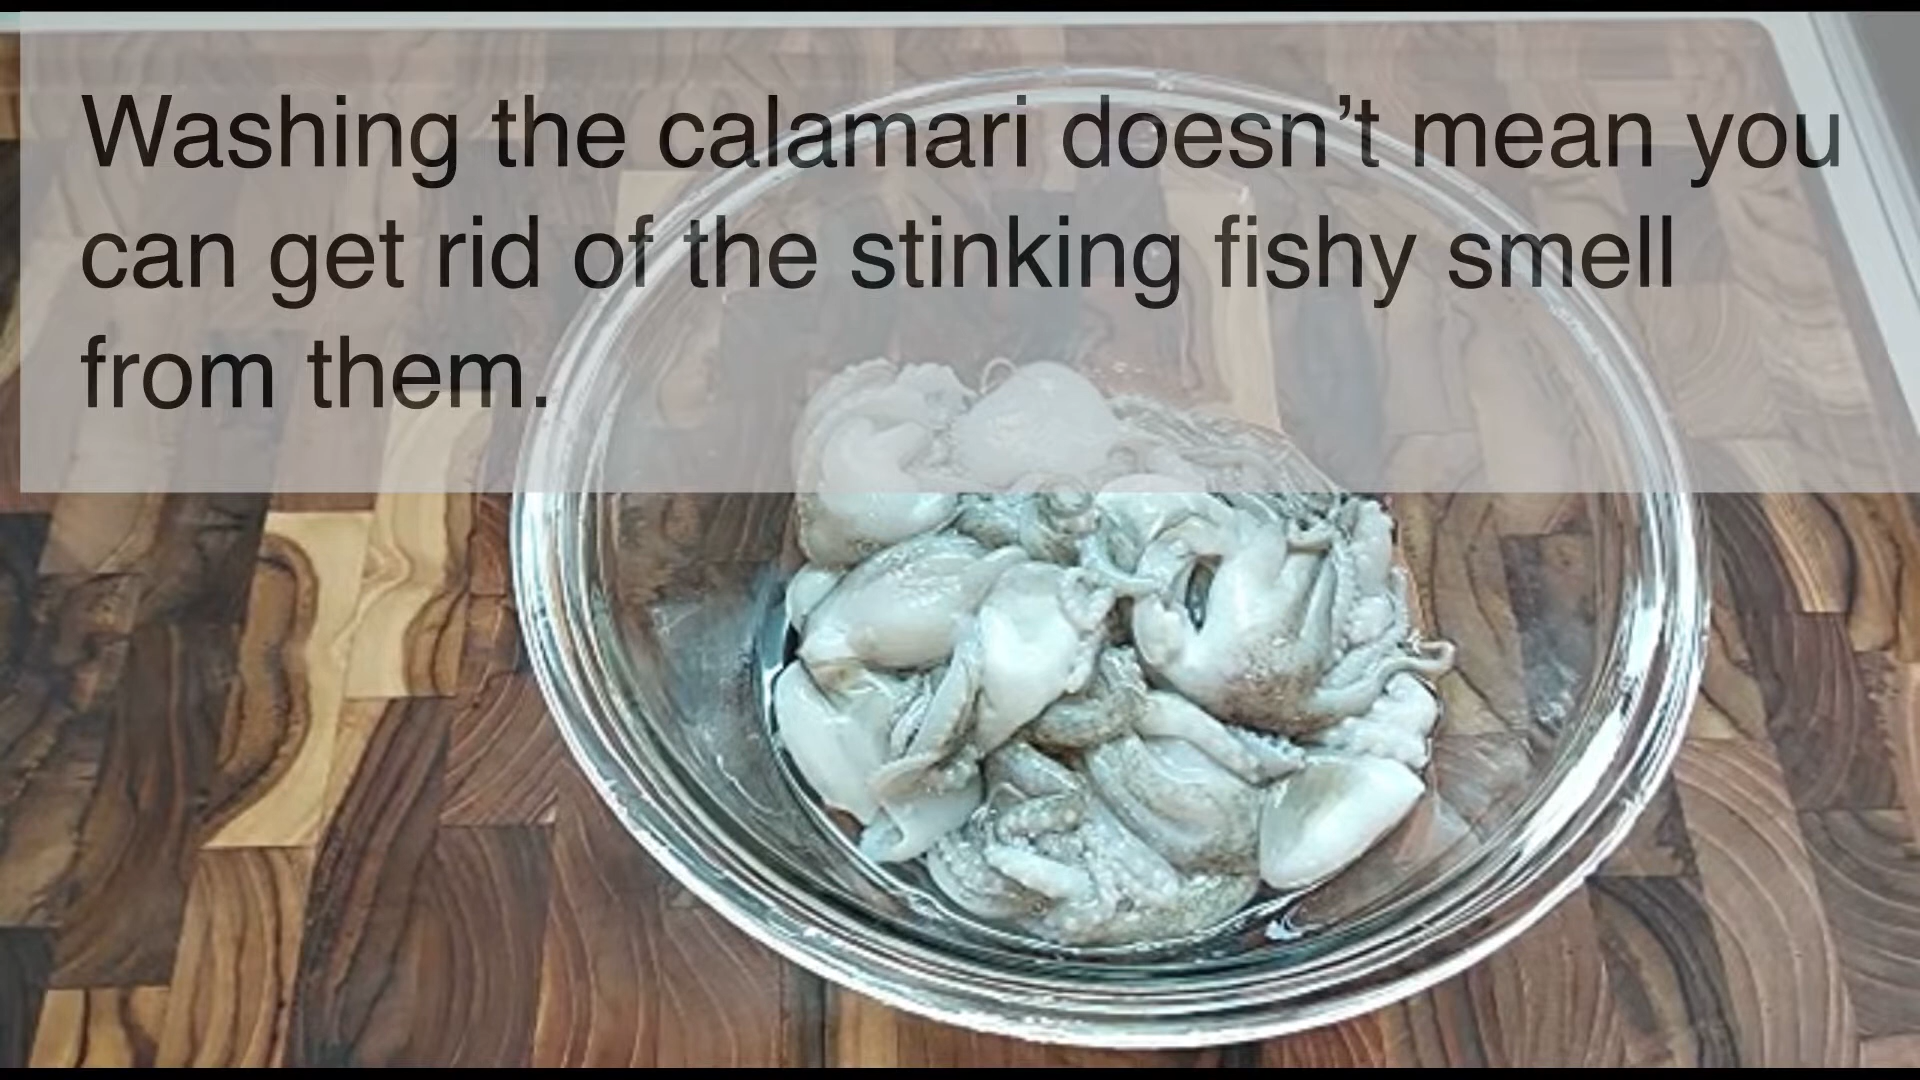 Washing the calamari doesn’t mean you
can get rid of the stinking fishy smell
from them.